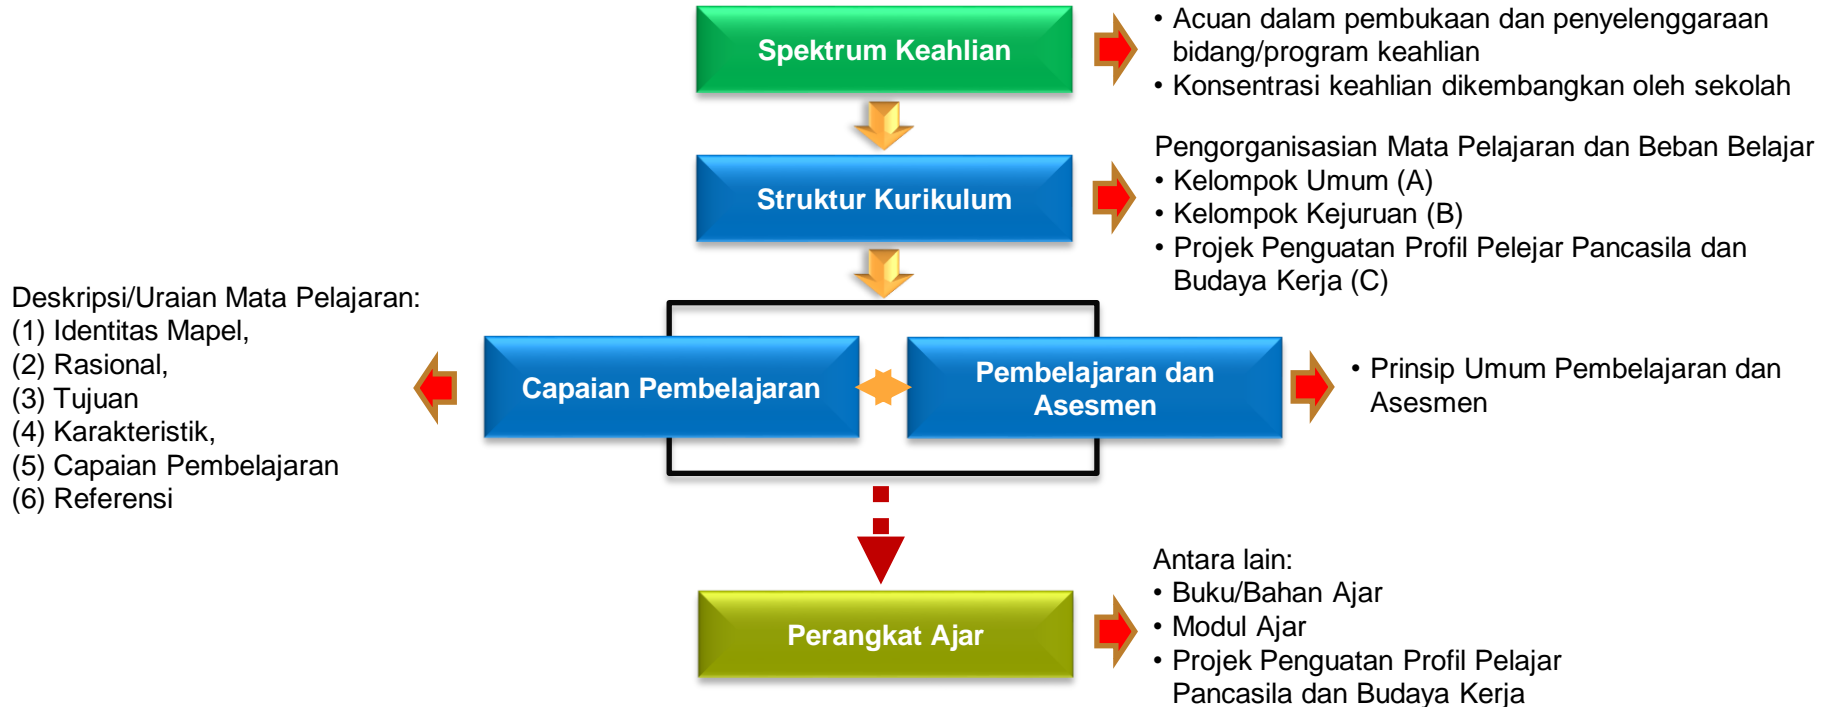 Spektrum Keahlian
• Acuan dalam pembukaan dan penyelenggaraan
bidang/program keahlian
• Konsentrasi keahlian dikembangkan oleh sekolah
Struktur Kurikulum
Pengorganisasian Mata Pelajaran dan Beban Belajar
• Kelompok Umum (A)
• Kelompok Kejuruan (B)
• Projek Penguatan Profil Pelejar Pancasila dan
Budaya Kerja (C)
Deskripsi/Uraian Mata Pelajaran:
(1) Identitas Mapel,
(2) Rasional,
(3) Tujuan
(4) Karakteristik,
(5) Capaian Pembelajaran
(6) Referensi
Capaian Pembelajaran
Pembelajaran dan
Asesmen
• Prinsip Umum Pembelajaran dan
Asesmen
Perangkat Ajar
Antara lain:
• Buku/Bahan Ajar
• Modul Ajar
• Projek Penguatan Profil Pelajar
Pancasila dan Budaya Kerja